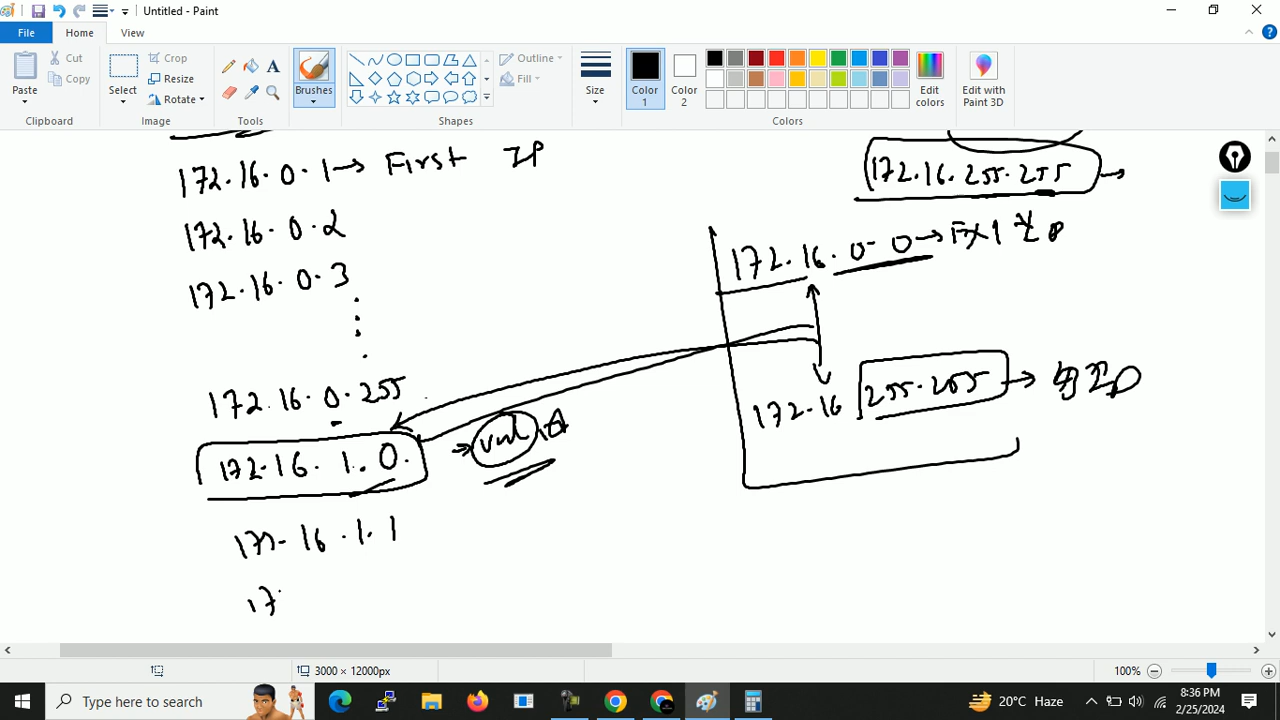 Untitled - Paint
File
Home
View
Paste
Cut
Copy
Clipboard
Select
Crop
Resize
Rotate
Image
A
Tools
Brushes
Shapes
Outline
Fill
Size
Color 1
Color 2
Edit colors
Colors
Edit with Paint 3D
172.16.0.1 → First IP
172.16.0.2
172.16.0.3
172.16.0.255
172.16.1.0.
172.16.1.1
17
172.16.255.255
172.16.0.0
172.16 255.255
3000 × 12000px
100%
Type here to search
20°C Haze
8:36 PM
2/25/2024